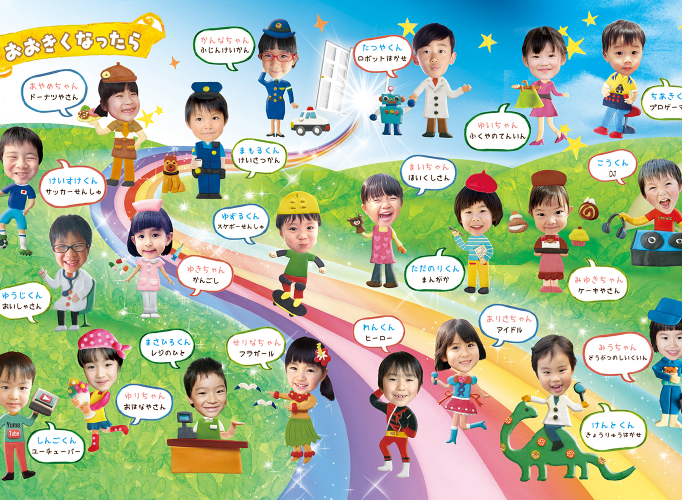 おおきくなったら
かんなちゃん
ふじんけいかん
たつやくん
ロボットはかせ
あやめちゃん
ドーナツやさん
ゆいちゃん
ふくやのてんいん
ちあきく
プロゲーマ
まもるくん
けいさつかん
けいすけくん
サッカーせんしゅ
まいちゃん
ほいくしさん
こうくん
DJ
ゆずるくん
スケボーせんしゅ
ゆきちゃん
かんごし
ただのりくん
まんがか
みゆきちゃん
ケーキやさん
ゆうじくん
おいしゃさん
まさひろくん
レジのひと
せりなちゃん
フラガール
れんくん
ヒーロー
ありさちゃん
アイドル
みうちゃん
どうぶつのしいくいん
ゆりちゃん
おはなやさん
Yume
Tube
しんごくん
ユーチューバー
けんとくん
きょうりゅうはかせ